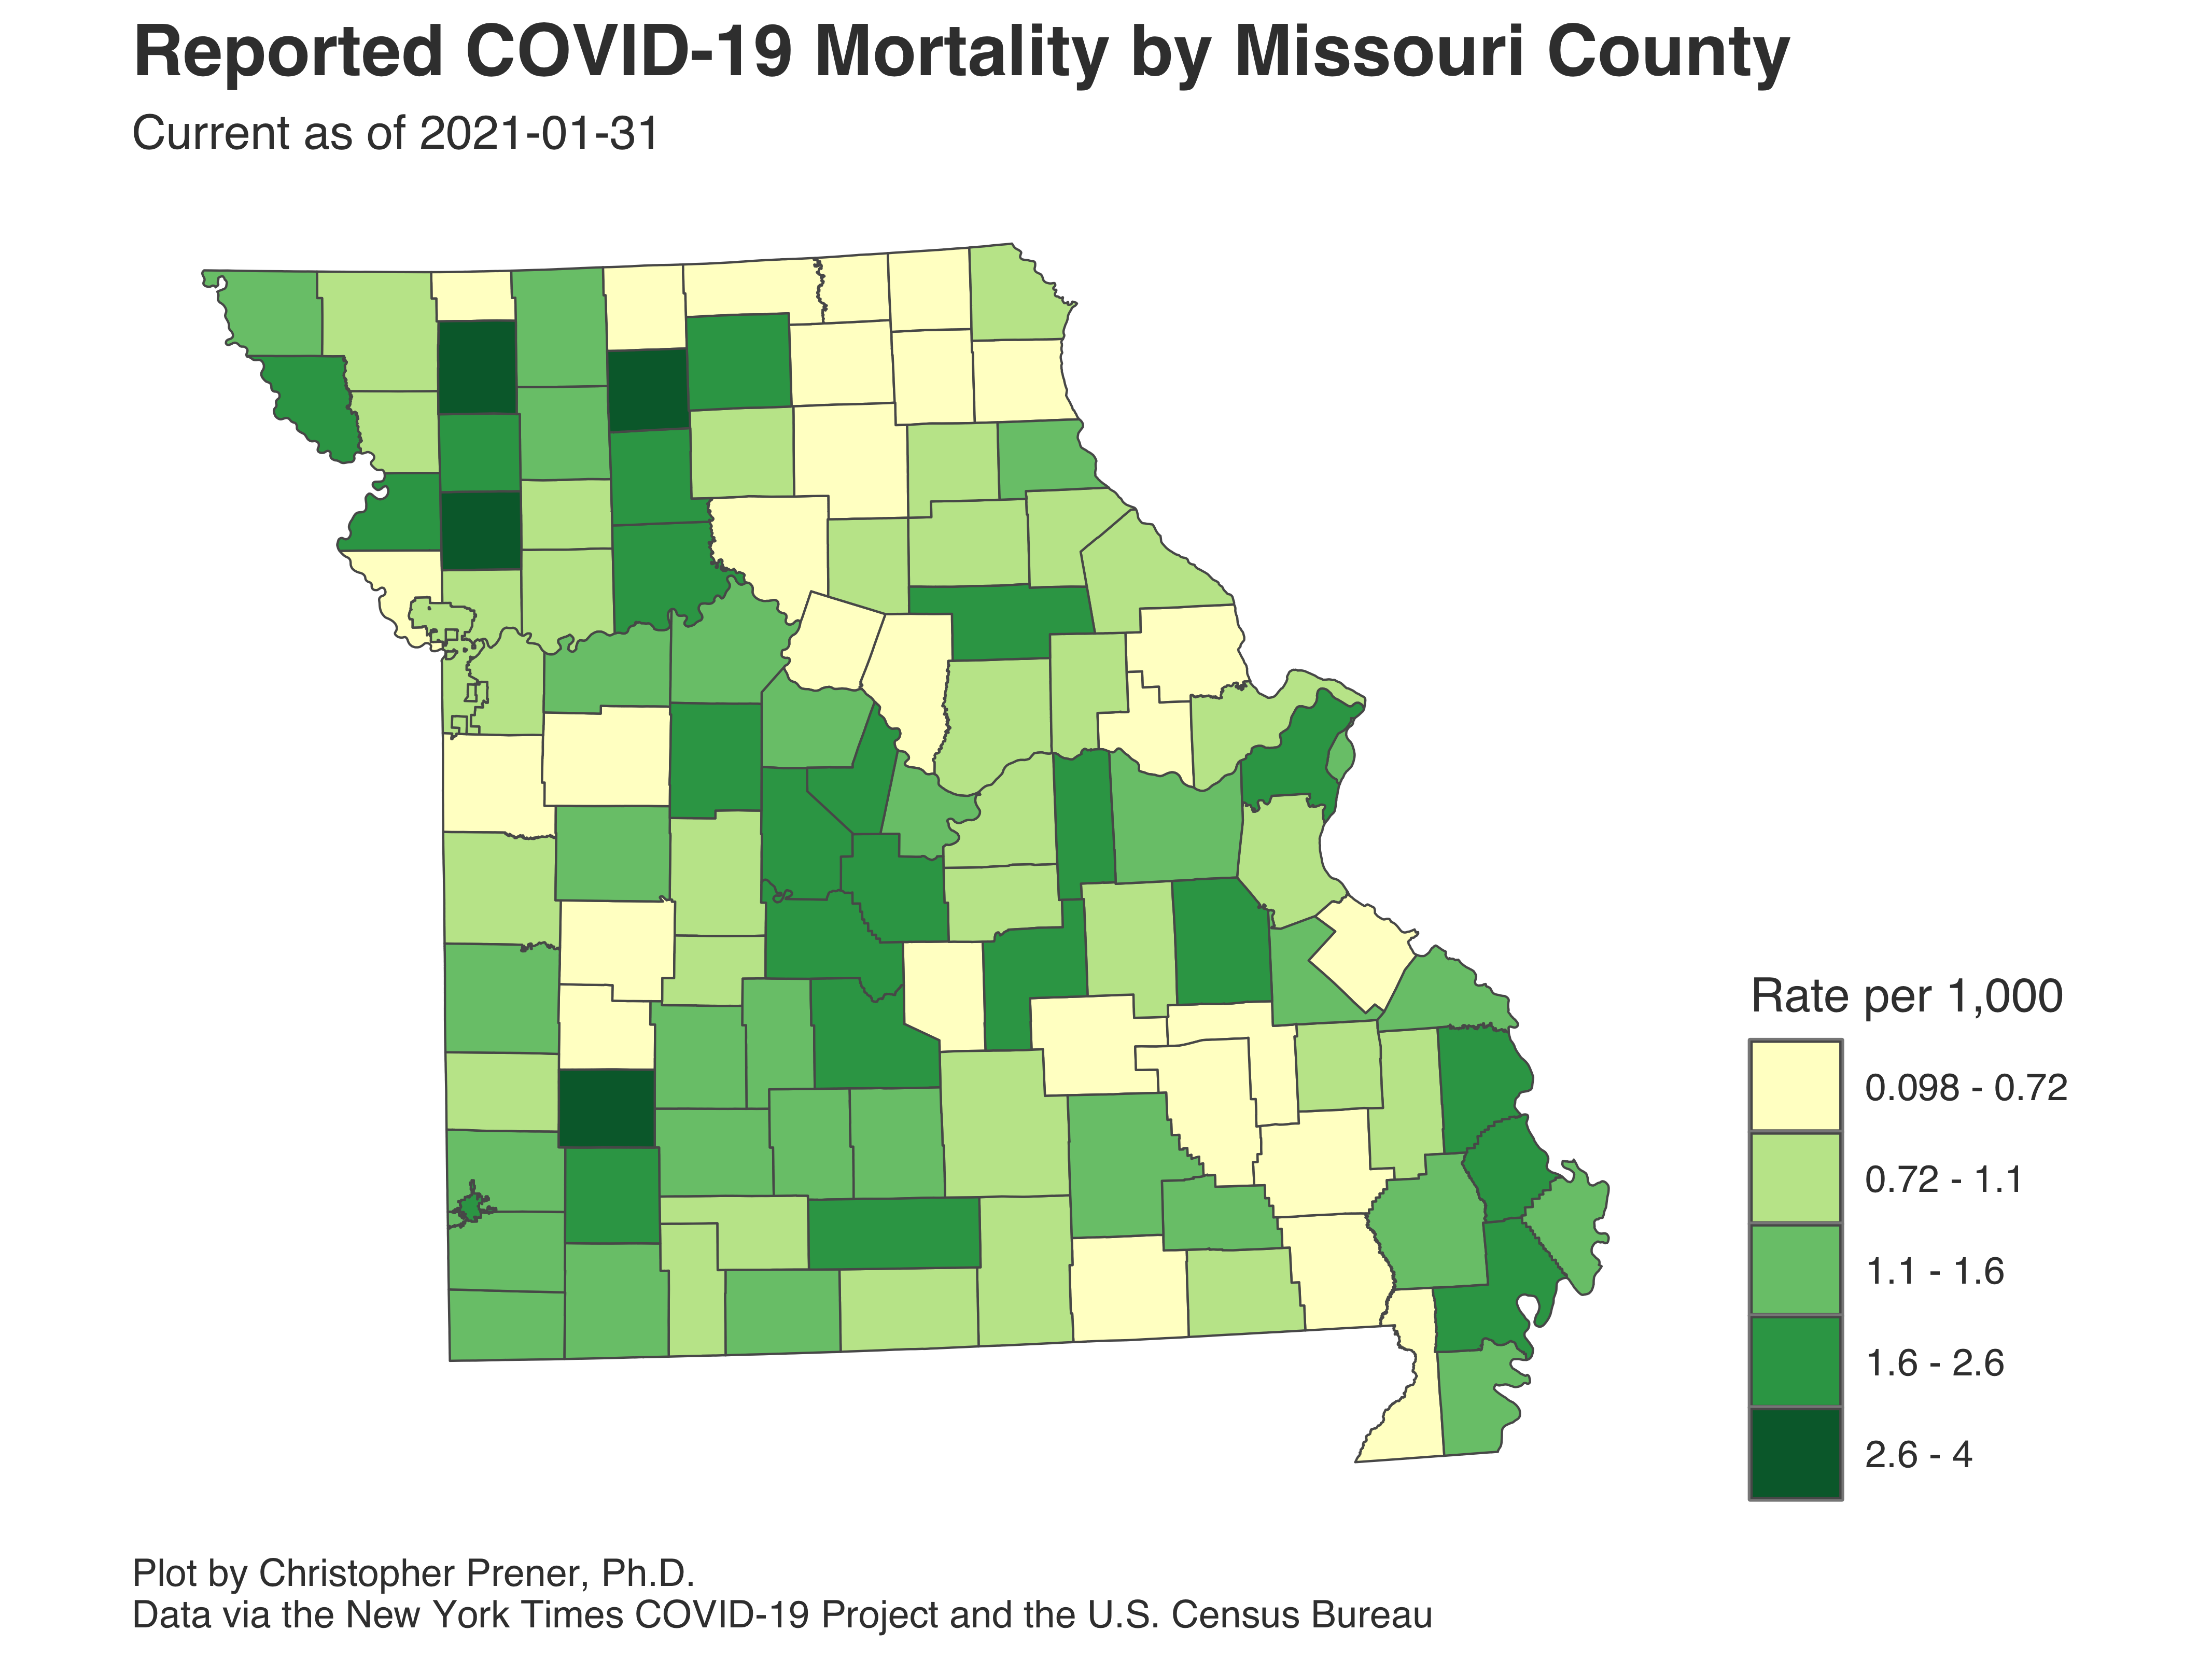 Reported COVID-19 Mortality by Missouri County
Current as of 2021-01-31
Rate per 1,000
0.098 - 0.72
0.72 - 1.1
1.1 - 1.6
1.6 - 2.6
2.6 - 4
Plot by Christopher Prener, Ph.D.
Data via the New York Times COVID-19 Project and the U.S. Census Bureau